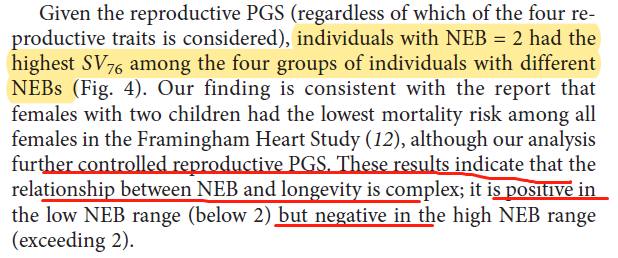 Given the reproductive PGS (regardless of which of the four re-
productive traits is considered), individuals with NEB = 2 had the
highest SV76 among the four groups of individuals with different
NEBs (Fig. 4). Our finding is consistent with the report that
females with two children had the lowest mortality risk among all
females in the Framingham Heart Study (12), although our analysis
further controlled reproductive PGS. These results indicate that the
relationship between NEB and longevity is complex; it is positive in
the low NEB range (below 2) but negative in the high NEB range
(exceeding 2).